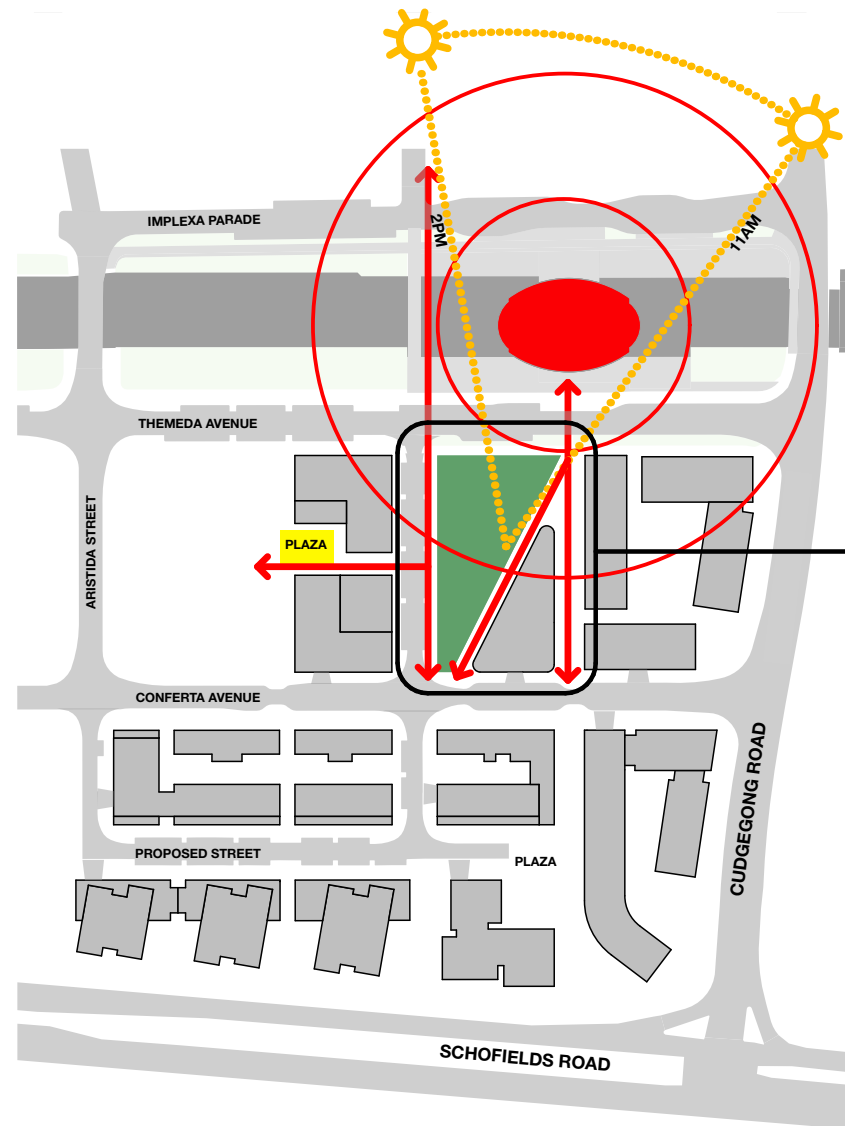 2PM
11AM
IMPLEXA PARADE
THEMEDA AVENUE
ARISTIDA STREET
PLAZA
CONFERTA AVENUE
CUDGEGONG ROAD
PROPOSED STREET
PLAZA
SCHOFIELDS ROAD